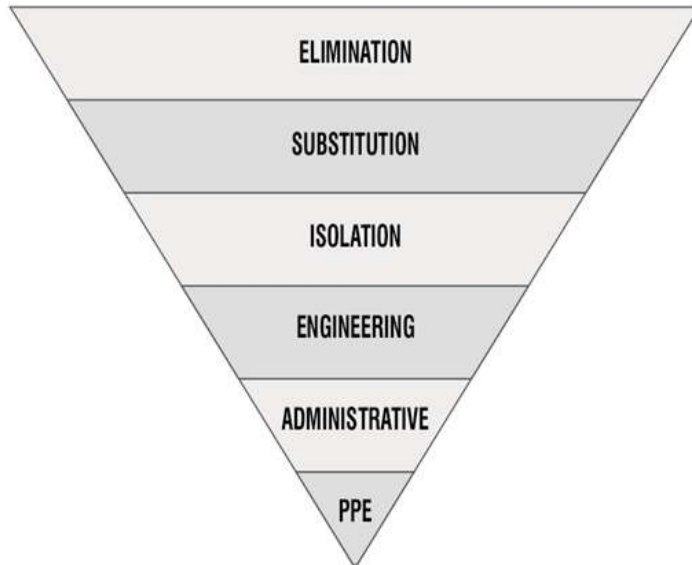 ELIMINATION
SUBSTITUTION
ISOLATION
ENGINEERING
ADMINISTRATIVE
PPE